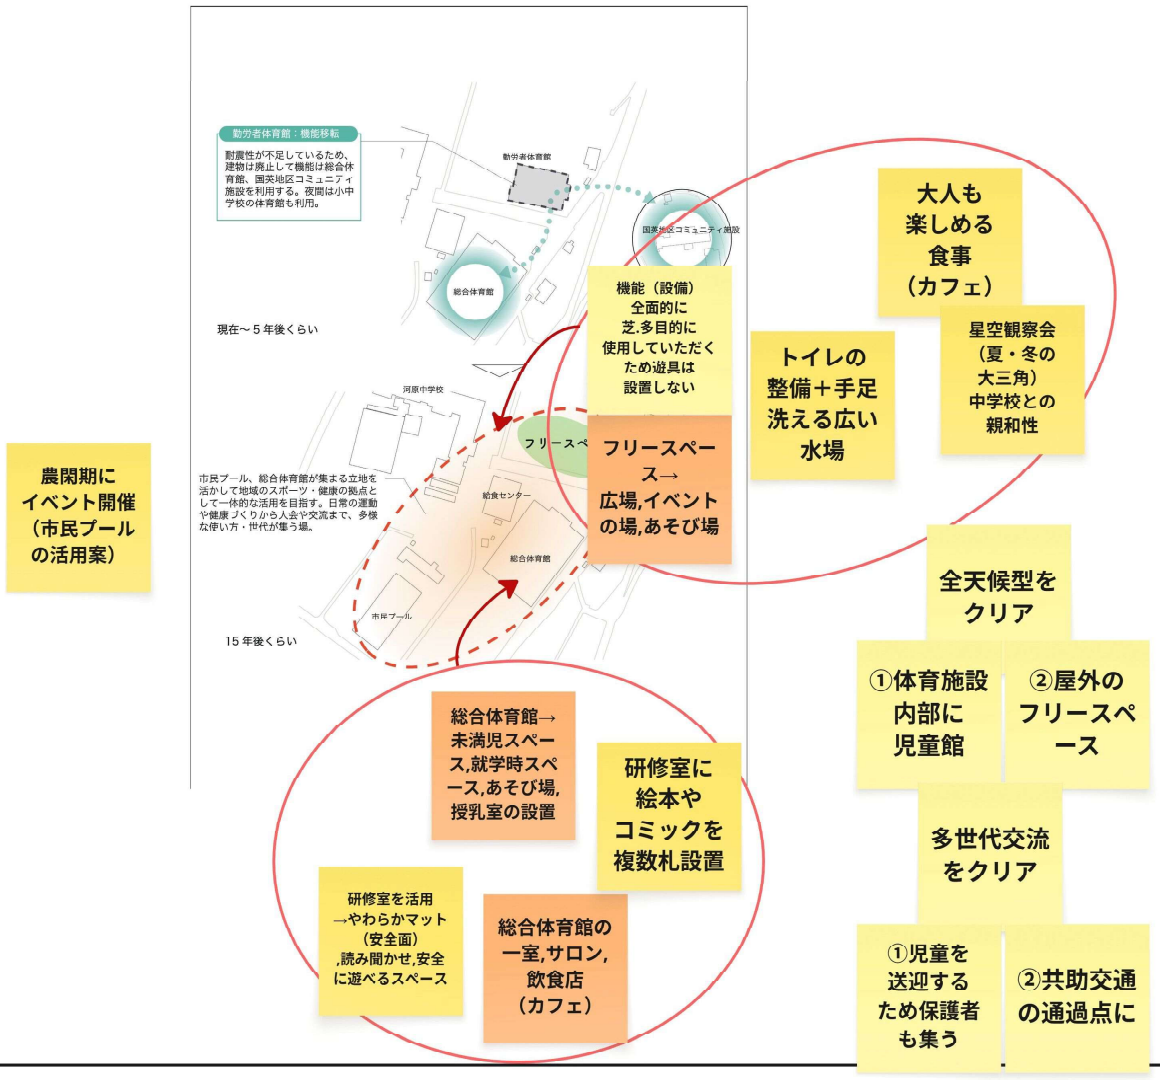 勤労者体育館：機能移転
耐震性が不足しているため、
建物は廃止して機能は総合体
育館、国英地区コミュニティ
施設を利用する。夜間は小中
学校の体育館も利用。
勤労者体育館
国英地区コミュニティ施設
総合体育館
現在〜５年後くらい
河原中学校
フリースペ
市民プール、総合体育館が集まる立地を
活かして地域のスポーツ・健康の拠点と
して一体的な活用を目指す。日常の運動
や健康づくりから大会や交流まで、多様
な使い方・世代が集う場。
給食センター
総合体育館
市民プール
15 年後くらい
農閑期に
イベント開催
（市民プール
の活用案）
機能（設備）
全面的に
芝.多目的に
使用していただく
ため遊具は
設置しない
フリースペー
ス→
広場,イベント
の場,あそび場
大人も
楽しめる
食事
（カフェ）
トイレの
整備＋手足
洗える広い
水場
星空観察会
（夏・冬の
大三角）
中学校との
親和性
全天候型を
クリア
①体育施設
内部に
児童館
②屋外の
フリースペ
ース
多世代交流
をクリア
①児童を
送迎する
ため保護者
も集う
②共助交通
の通過点に
総合体育館→
未満児スペー
ス,就学時スペ
ース,あそび場,
授乳室の設置
研修室に
絵本や
コミックを
複数札設置
研修室を活用
→やわらかマット
（安全面）
,読み聞かせ,安全
に遊べるスペース
総合体育館の
一室,サロン,
飲食店
（カフェ）